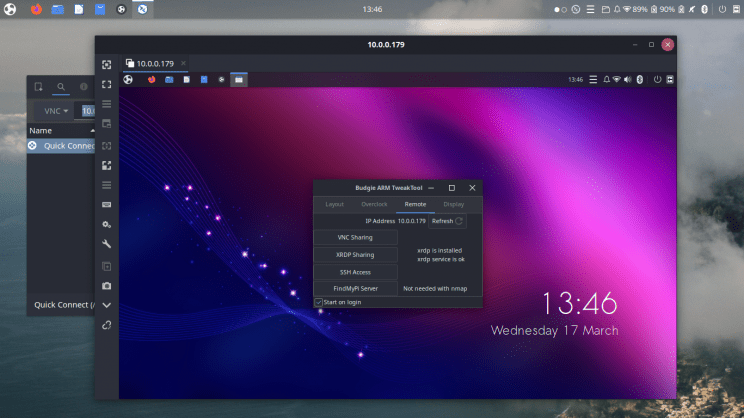 13:46
89%
90%
10.0.0.179
10.0.0.179
13:46
VNC
10.
Name
Quick Connec
Budgie ARM TweakTool
Layout
Overclock
Remote
Display
IP Address 10.0.0.179 Refresh
VNC Sharing
XRDP Sharing
xrdp is installed
xrdp service is ok
SSH Access
FindMyPi Server
Not needed with nmap
Start on login
13:46
Wednesday 17 March
Quick Connect (